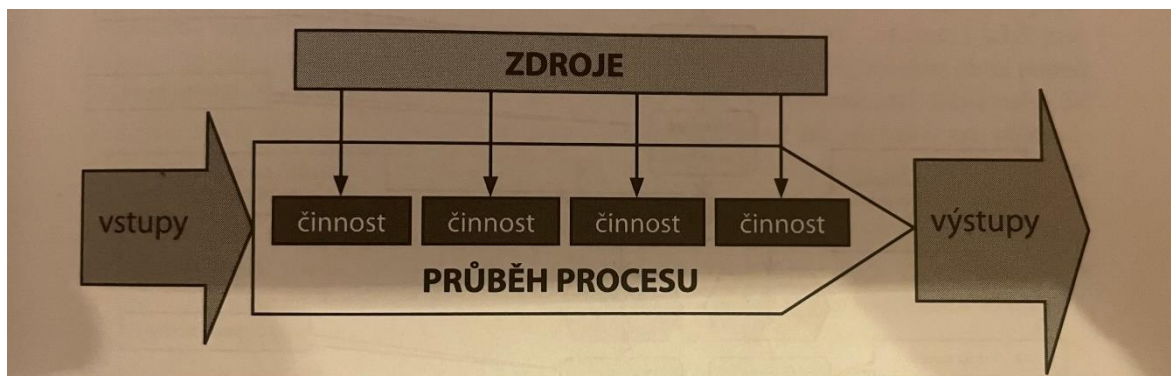 ZDROJE
vstupy
činnost
činnost
činnost
činnost
výstupy
PRŮBĚH PROCESU